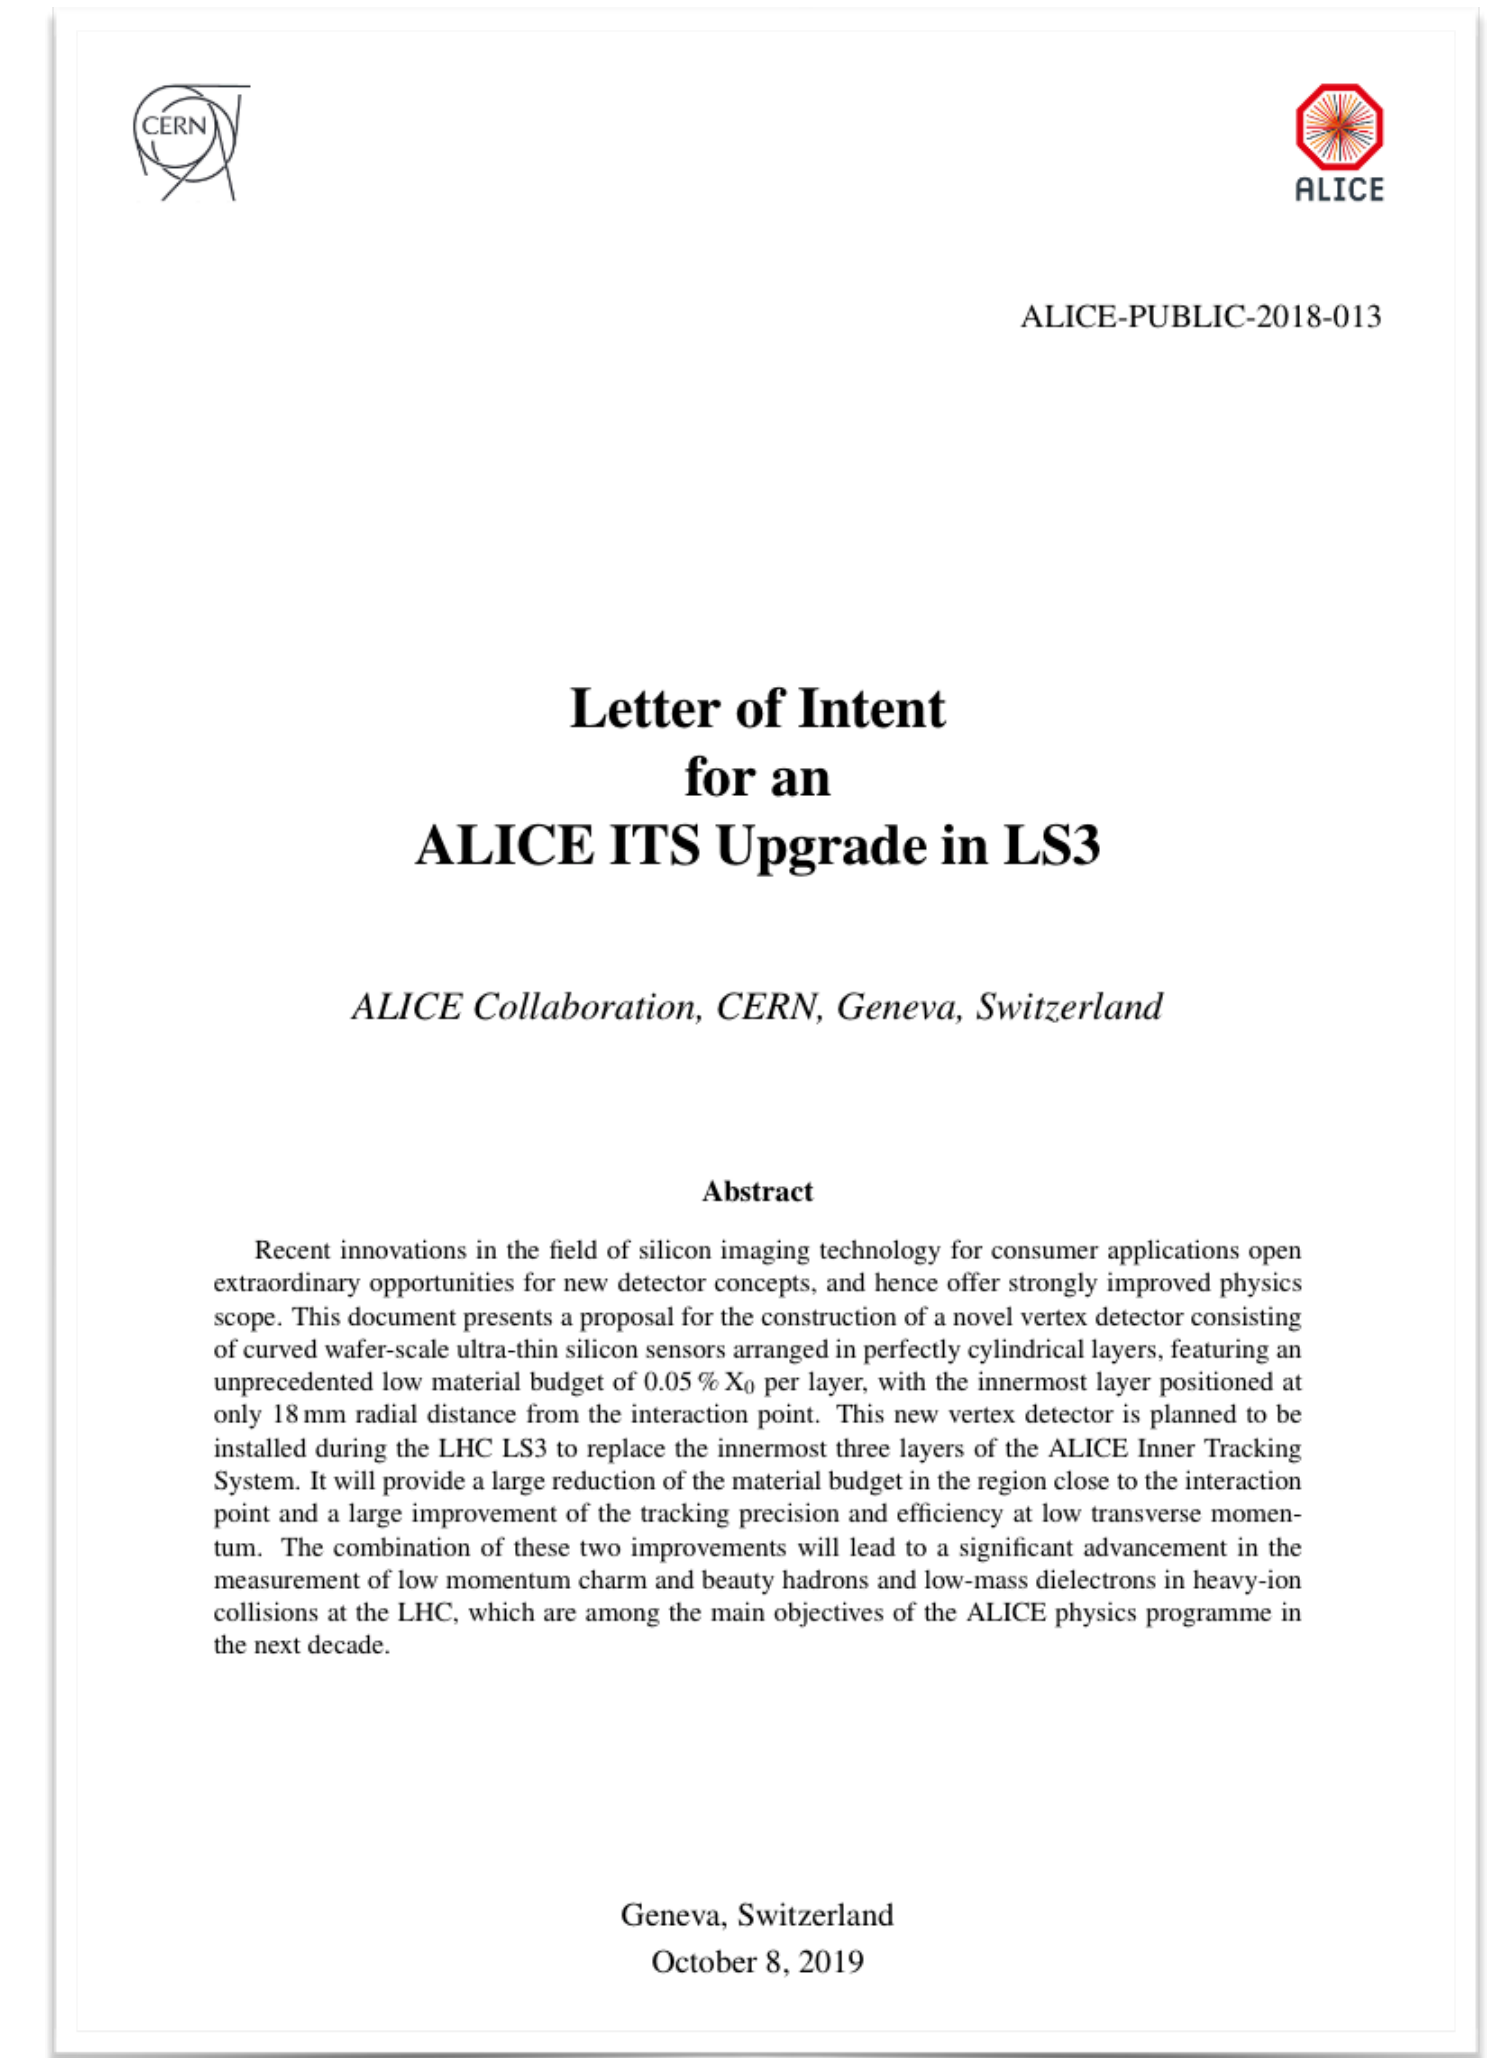 CERN
ALICE
ALICE-PUBLIC-2018-013
Letter of Intent
for an
ALICE ITS Upgrade in LS3
ALICE Collaboration, CERN, Geneva, Switzerland
Abstract
Recent innovations in the field of silicon imaging technology for consumer applications open
extraordinary opportunities for new detector concepts, and hence offer strongly improved physics
scope. This document presents a proposal for the construction of a novel vertex detector consisting
of curved wafer-scale ultra-thin silicon sensors arranged in perfectly cylindrical layers, featuring an
unprecedented low material budget of 0.05 % X₀ per layer, with the innermost layer positioned at
only 18 mm radial distance from the interaction point. This new vertex detector is planned to be
installed during the LHC LS3 to replace the innermost three layers of the ALICE Inner Tracking
System. It will provide a large reduction of the material budget in the region close to the interaction
point and a large improvement of the tracking precision and efficiency at low transverse momen-
tum. The combination of these two improvements will lead to a significant advancement in the
measurement of low momentum charm and beauty hadrons and low-mass dielectrons in heavy-ion
collisions at the LHC, which are among the main objectives of the ALICE physics programme in
the next decade.
Geneva, Switzerland
October 8, 2019